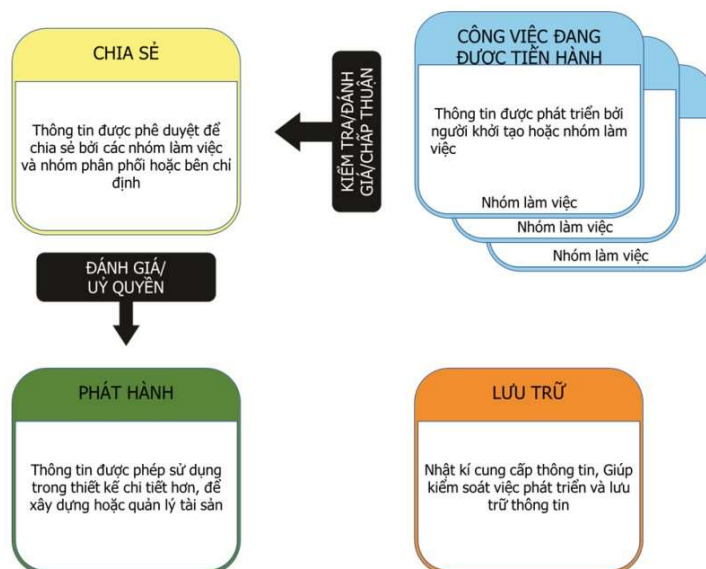 CHIA SẺ
Thông tin được phê duyệt để
chia sẻ bởi các nhóm làm việc
và nhóm phân phối hoặc bên chỉ
định
KIỂM TRA/ĐÁNH
GIÁ/CHẤP THUẬN
CÔNG VIỆC ĐANG
ĐƯỢC TIẾN HÀNH
Thông tin được phát triển bởi
người khởi tạo hoặc nhóm làm
việc
Nhóm làm việc
Nhóm làm việc
Nhóm làm việc
ĐÁNH GIÁ/
UỶ QUYỀN
PHÁT HÀNH
Thông tin được phép sử dụng
trong thiết kế chi tiết hơn, để
xây dựng hoặc quản lý tài sản
LƯU TRỮ
Nhật kí cung cấp thông tin, Giúp
kiểm soát việc phát triển và lưu
trữ thông tin